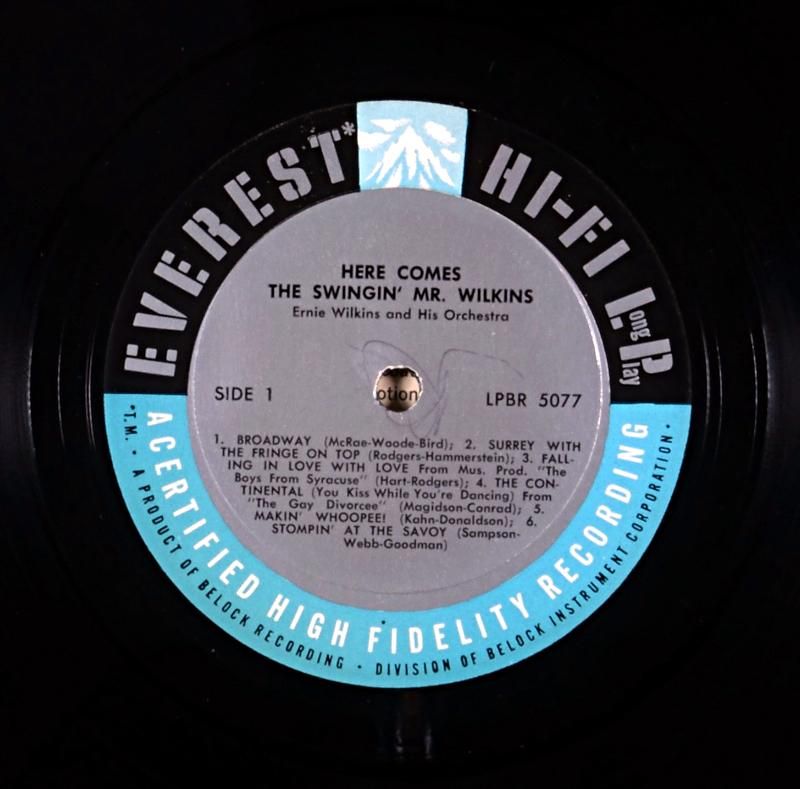 EVEREST* HI-FI Long Play
HERE COMES
THE SWINGIN' MR. WILKINS
Ernie Wilkins and His Orchestra
SIDE 1
otion
LPBR 5077
1. BROADWAY (McRae-Woode-Bird); 2. SURREY WITH
THE FRINGE ON TOP (Rodgers-Hammerstein); 3. FALL-
ING IN LOVE WITH LOVE From Mus. Prod. "The
Boys From Syracuse" (Hart-Rodgers); 4. THE CON-
TINENTAL (You Kiss While You're Dancing) From
"The Gay Divorcee" (Magidson-Conrad); 5.
MAKIN' WHOOPEE! (Kahn-Donaldson); 6.
STOMPIN' AT THE SAVOY (Sampson-
Webb-Goodman)
A CERTIFIED HIGH FIDELITY RECORDING
*T.M. • A PRODUCT OF BELOCK RECORDING • DIVISION OF BELOCK INSTRUMENT CORPORATION •